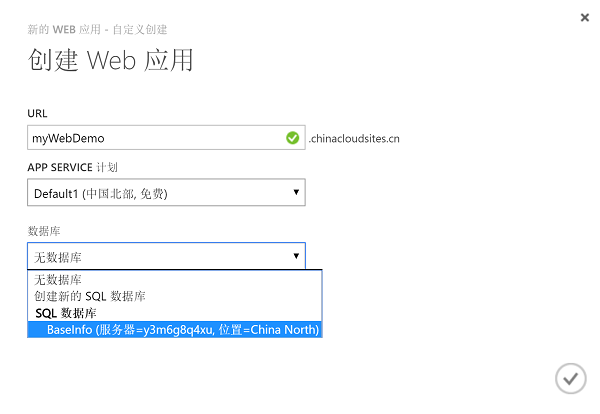 新的 WEB 应用 - 自定义创建
创建 Web 应用
URL
myWebDemo .chinacloudsites.cn
APP SERVICE 计划
Default1 (中国北部, 免费)
数据库
无数据库
无数据库
创建新的 SQL 数据库
SQL 数据库
BaseInfo (服务器=y3m6g8q4xu, 位置=China North)